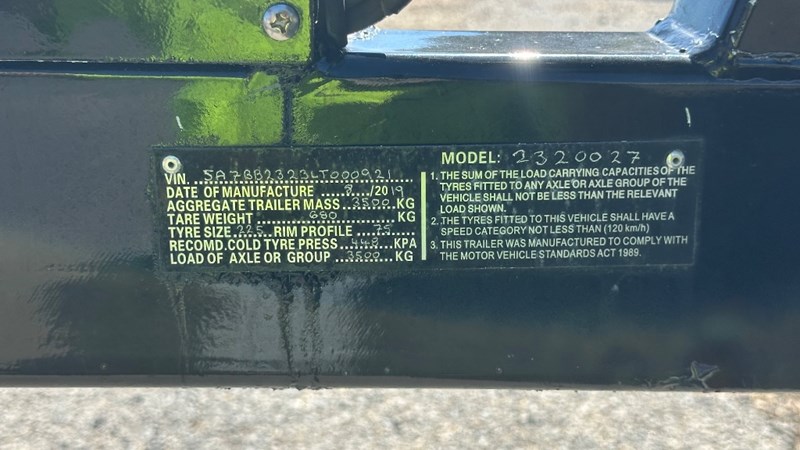 VIN. 5A7BB2323LT000921
DATE OF MANUFACTURE ...8.../2019
AGGREGATE TRAILER MASS..3500..KG
TARE WEIGHT .........680.........KG
TYRE SIZE .225. RIM PROFILE ..75..
RECOMD.COLD TYRE PRESS...448...KPA
LOAD OF AXLE OR GROUP...3500...KG
MODEL: 2320027
1. THE SUM OF THE LOAD CARRYING CAPACITIES OF THE
TYRES FITTED TO ANY AXLE OR AXLE GROUP OF THE
VEHICLE SHALL NOT BE LESS THAN THE RELEVANT
LOAD SHOWN.
2. THE TYRES FITTED TO THIS VEHICLE SHALL HAVE A
SPEED CATEGORY NOT LESS THAN (120 km/h)
3. THIS TRAILER WAS MANUFACTURED TO COMPLY WITH
THE MOTOR VEHICLE STANDARDS ACT 1989.